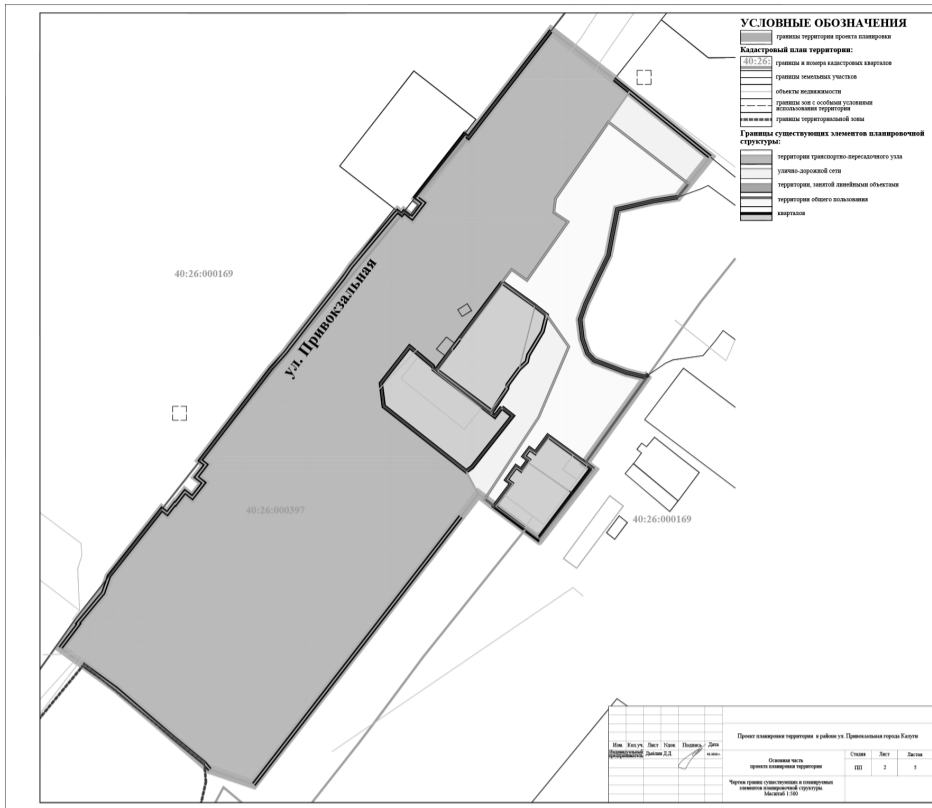 УСЛОВНЫЕ ОБОЗНАЧЕНИЯ
границы территории проекта планировки
Кадастровый план территории:
40:26:
границы и номера кадастровых кварталов
границы земельных участков
объекты недвижимости
границы зон с особыми условиями
использования территории
границы территориальной зоны
Границы существующих элементов планировочной
структуры:
территории транспортно-пересадочного узла
улично-дорожной сети
территории, занятой линейными объектами
территории общего пользования
кварталов
40:26:000169
ул. Привокзальная
40:26:000397
40:26:000169
Проект планировки территории в районе ул. Привокзальная города Калуги
Изм Кол.уч. Лист №док Подпись Дата
Индивидуальный
предприниматель
Д.Д.
Основная часть
проекта планировки территории
Стадия Лист Листов
ПП 2 5
Чертеж границ существующих и планируемых
элементов планировочной структуры.
Масштаб 1:500